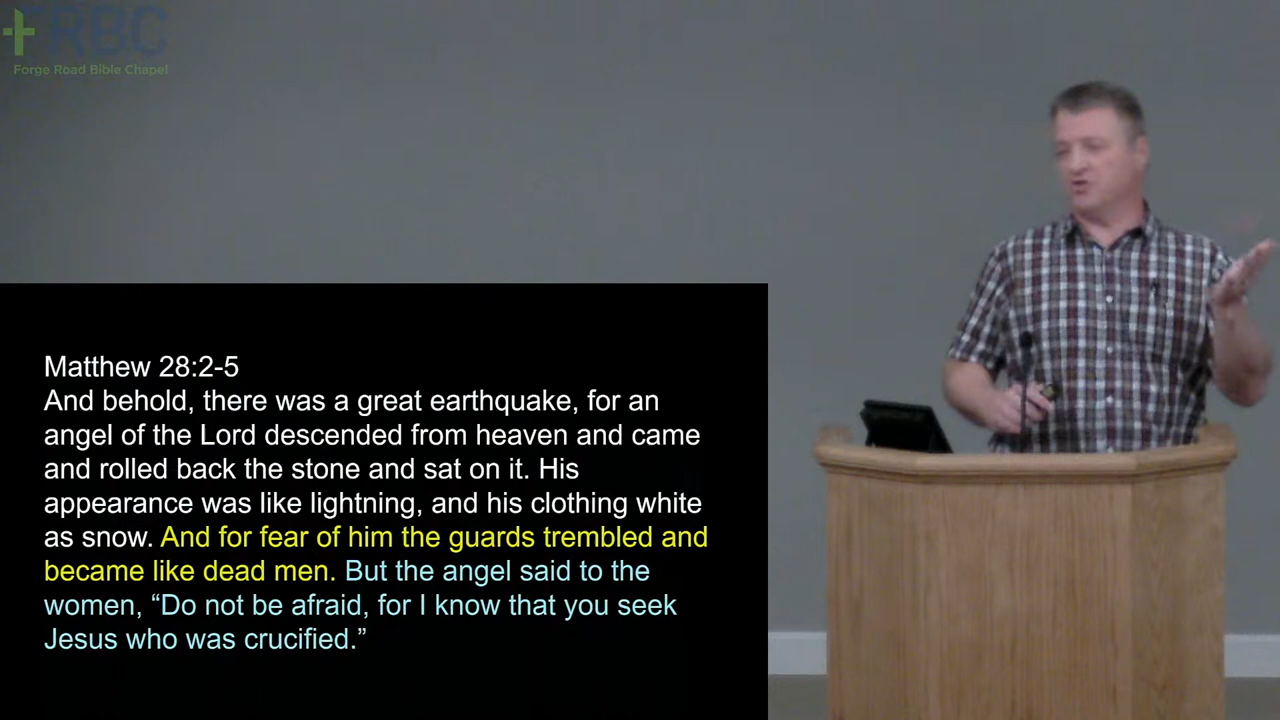 FRBC
Forge Road Bible Chapel
Matthew 28:2-5
And behold, there was a great earthquake, for an
angel of the Lord descended from heaven and came
and rolled back the stone and sat on it. His
appearance was like lightning, and his clothing white
as snow. And for fear of him the guards trembled and
became like dead men. But the angel said to the
women, “Do not be afraid, for I know that you seek
Jesus who was crucified.”